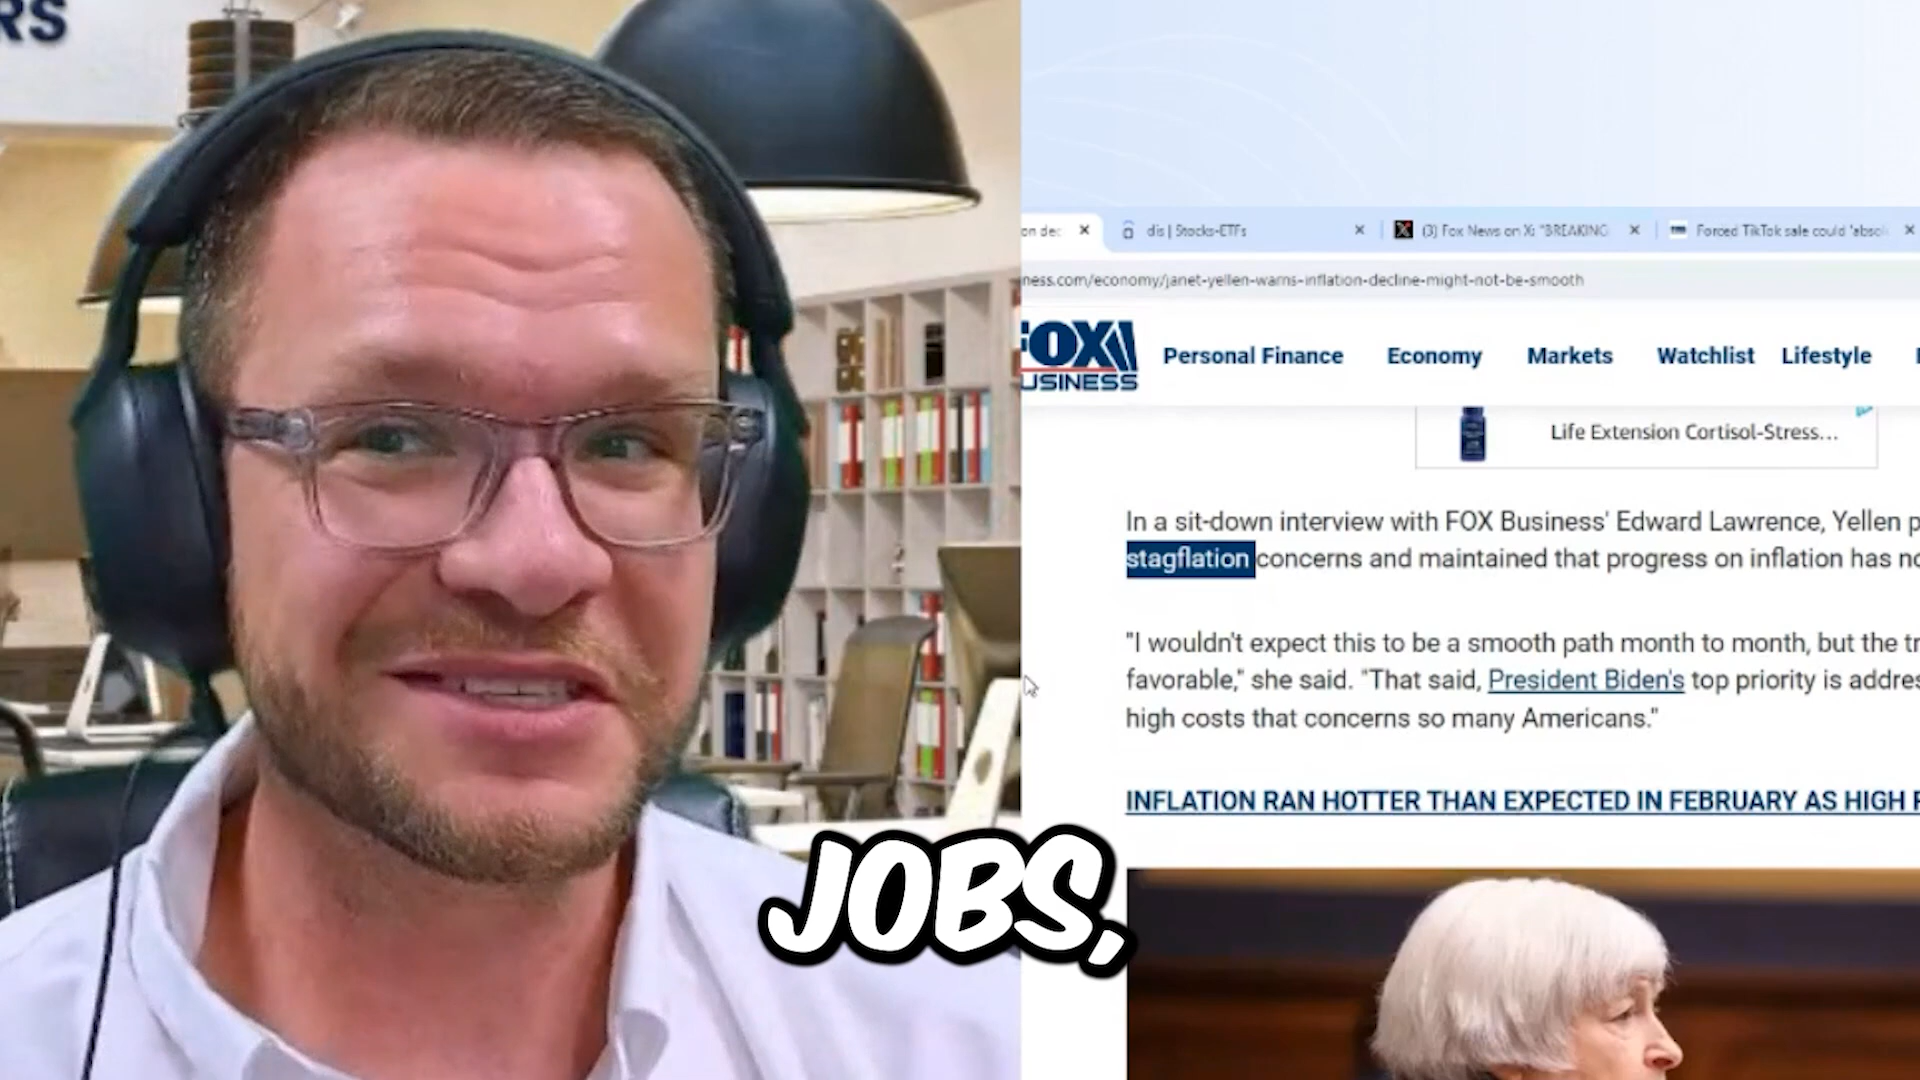 RS
on dec
dis | Stocks-ETFs
(3) Fox News on X: "BREAKING:
Forced TikTok sale could 'absol
ness.com/economy/janet-yellen-warns-inflation-decline-might-not-be-smooth
FOX
BUSINESS
Personal Finance
Economy
Markets
Watchlist
Lifestyle
Life Extension Cortisol-Stress...
In a sit-down interview with FOX Business' Edward Lawrence, Yellen p
stagflation concerns and maintained that progress on inflation has no
"I wouldn't expect this to be a smooth path month to month, but the tr
favorable," she said. "That said, President Biden's top priority is addres
high costs that concerns so many Americans."
INFLATION RAN HOTTER THAN EXPECTED IN FEBRUARY AS HIGH P
JOBS,